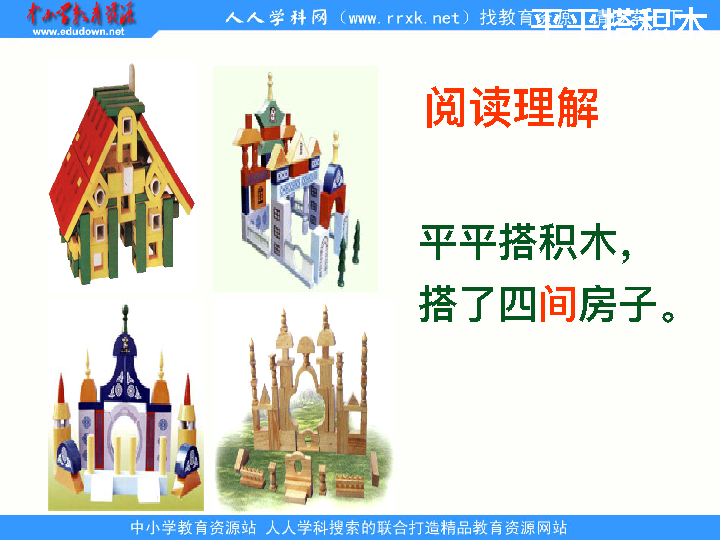 中小学教育资源
www.edudown.net
人人学科网（www.rrxk.net）找教育资源
平平搭积木
阅读理解
平平搭积木，
搭了四间房子。
中小学教育资源站 人人学科搜索的联合打造精品教育资源网站